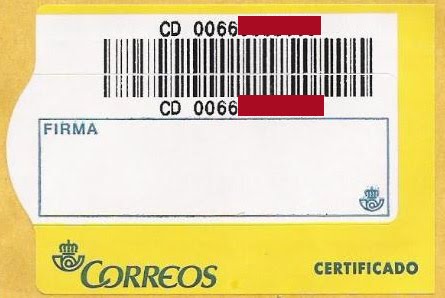 CD 0066
CD 0066
FIRMA
CORREOS
CERTIFICADO